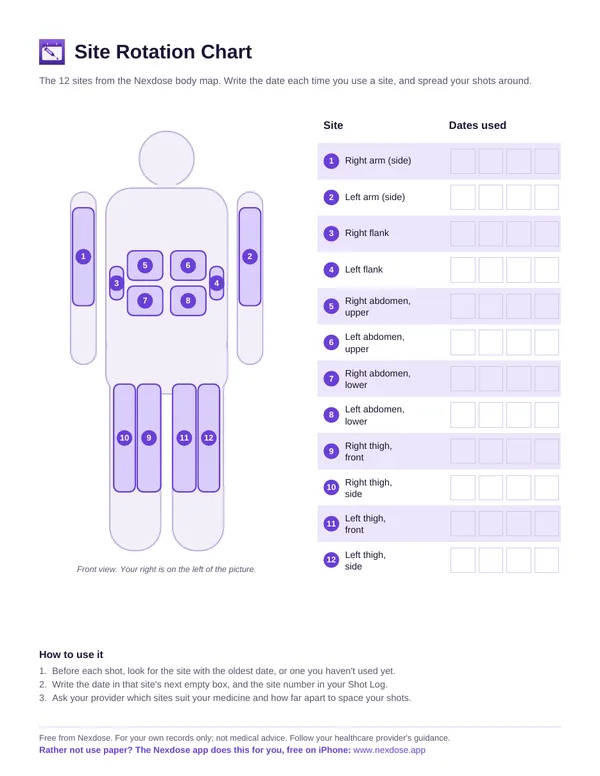 Site Rotation Chart
The 12 sites from the Nexdose body map. Write the date each time you use a site, and spread your shots around.
Site Dates used
1 Right arm (side)
2 Left arm (side)
3 Right flank
4 Left flank
5 Right abdomen,
upper
6 Left abdomen,
upper
7 Right abdomen,
lower
8 Left abdomen,
lower
9 Right thigh,
front
10 Right thigh,
side
11 Left thigh,
front
12 Left thigh,
side
1 2
5 6
3 4
7 8
10 9 11 12
Front view. Your right is on the left of the picture.
How to use it
1. Before each shot, look for the site with the oldest date, or one you haven't used yet.
2. Write the date in that site's next empty box, and the site number in your Shot Log.
3. Ask your provider which sites suit your medicine and how far apart to space your shots.
Free from Nexdose. For your own records only; not medical advice. Follow your healthcare provider's guidance.
Rather not use paper? The Nexdose app does this for you, free on iPhone: www.nexdose.app